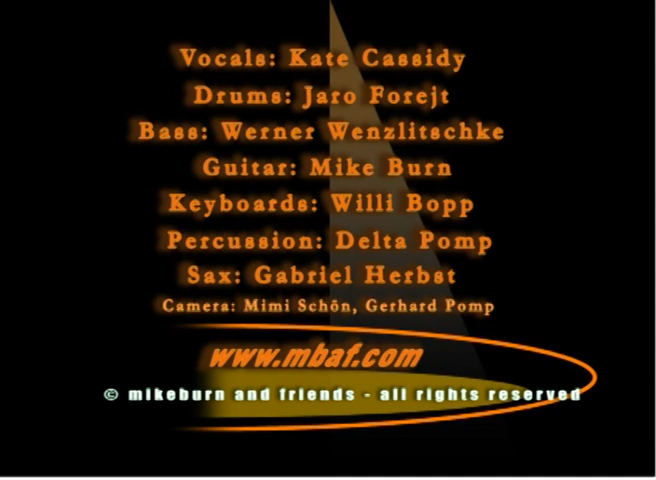 Vocals: Kate Cassidy
Drums: Jaro Forejt
Bass: Werner Wenzlitschke
Guitar: Mike Burn
Keyboards: Willi Bopp
Percussion: Delta Pomp
Sax: Gabriel Herbst
Camera: Mimi Schön, Gerhard Pomp
www.mbaf.com
© mikeburn and friends - all rights reserved